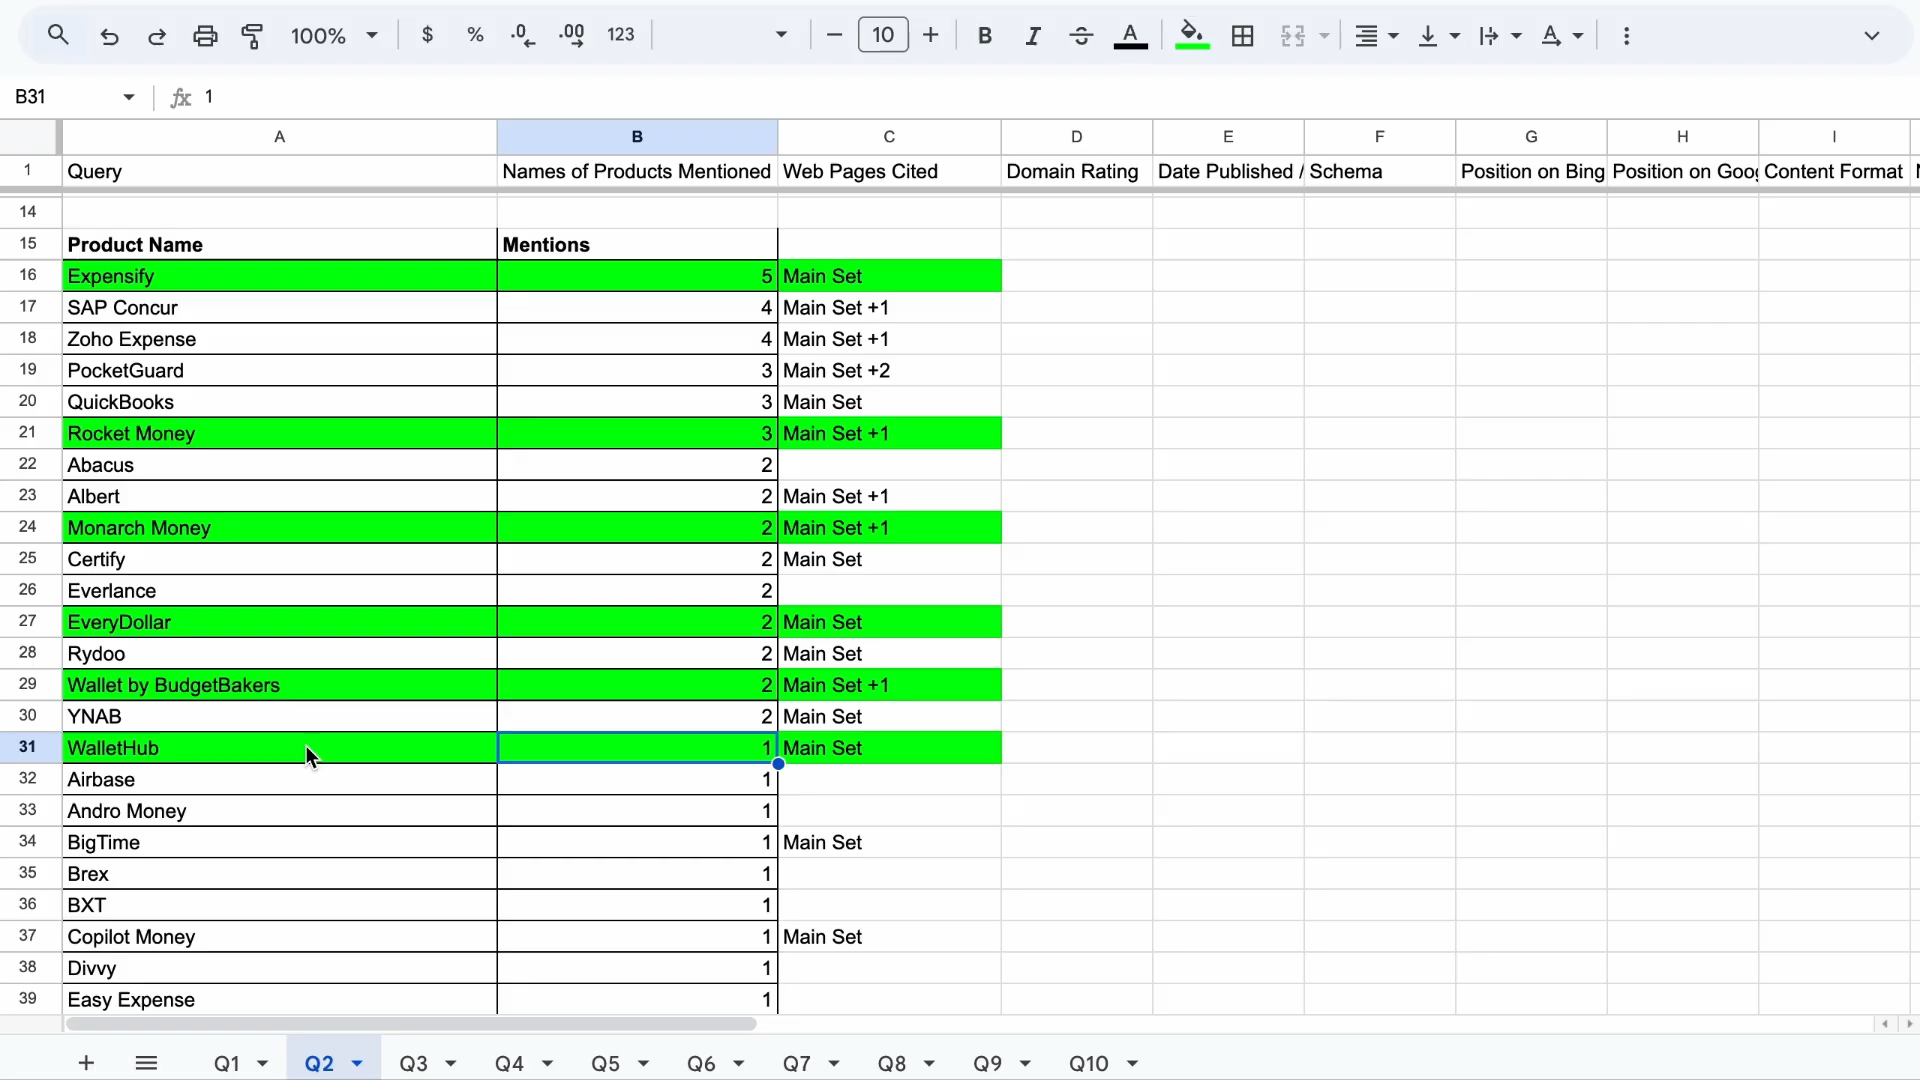 100% $ % .0 .00 123 10 B I S A A
B31 fx 1
A B C D E F G H I
1 Query Names of Products Mentioned Web Pages Cited Domain Rating Date Published / Schema Position on Bing Position on Goog Content Format
14
15 Product Name Mentions
16 Expensify 5 Main Set
17 SAP Concur 4 Main Set +1
18 Zoho Expense 4 Main Set +1
19 PocketGuard 3 Main Set +2
20 QuickBooks 3 Main Set
21 Rocket Money 3 Main Set +1
22 Abacus 2
23 Albert 2 Main Set +1
24 Monarch Money 2 Main Set +1
25 Certify 2 Main Set
26 Everlance 2
27 EveryDollar 2 Main Set
28 Rydoo 2 Main Set
29 Wallet by BudgetBakers 2 Main Set +1
30 YNAB 2 Main Set
31 WalletHub 1 Main Set
32 Airbase 1
33 Andro Money 1
34 BigTime 1 Main Set
35 Brex 1
36 BXT 1
37 Copilot Money 1 Main Set
38 Divvy 1
39 Easy Expense 1
Q1 Q2 Q3 Q4 Q5 Q6 Q7 Q8 Q9 Q10